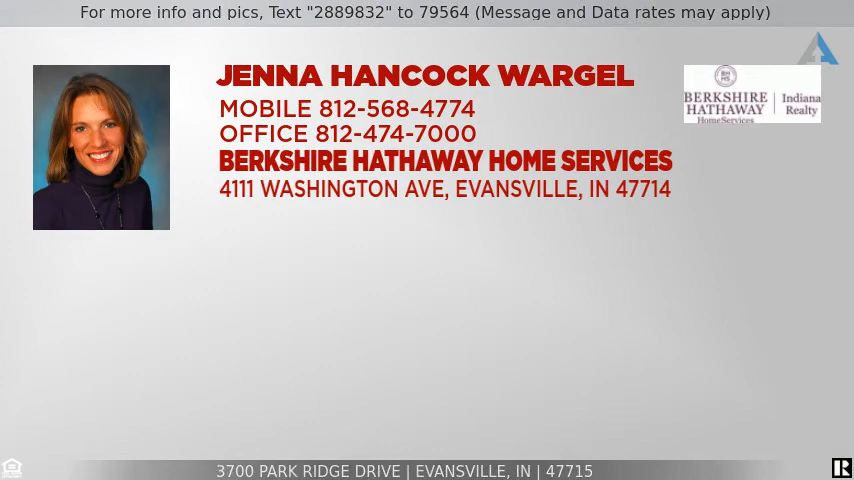 For more info and pics, Text "2889832" to 79564 (Message and Data rates may apply)
JENNA HANCOCK WARGEL
MOBILE 812-568-4774
OFFICE 812-474-7000
BERKSHIRE HATHAWAY HOME SERVICES
4111 WASHINGTON AVE, EVANSVILLE, IN 47714
BH
HS
BERKSHIRE
HATHAWAY
HomeServices
Indiana
Realty
3700 PARK RIDGE DRIVE | EVANSVILLE, IN | 47715